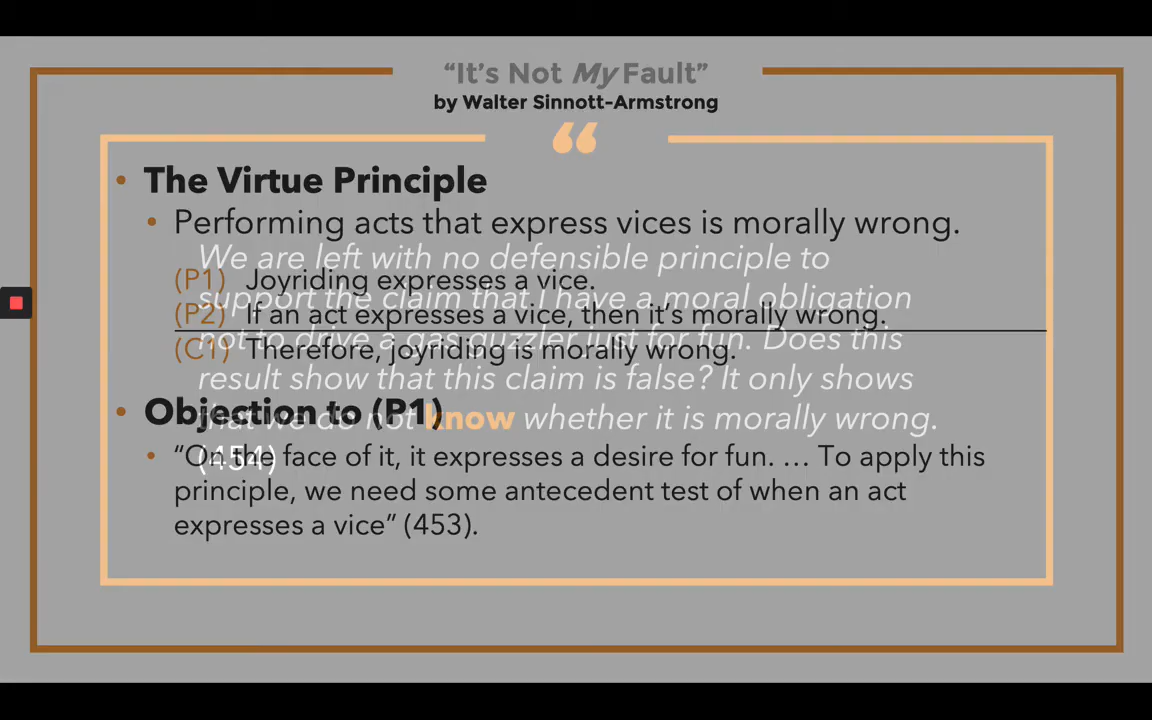 “It’s Not My Fault”
by Walter Sinnott-Armstrong
“
• The Virtue Principle
• Performing acts that express vices is morally wrong.
We are left with no defensible principle to
(P1) Joyriding expresses a vice.
support the claim that I have a moral obligation
(P2) If an act expresses a vice, then it’s morally wrong.
not to drive a gas guzzler just for fun. Does this
(C1) Therefore, joyriding is morally wrong.
result show that this claim is false? It only shows
• Objection to (P1)
that we do not know whether it is morally wrong.
(454)
• “On the face of it, it expresses a desire for fun. … To apply this
principle, we need some antecedent test of when an act
expresses a vice” (453).